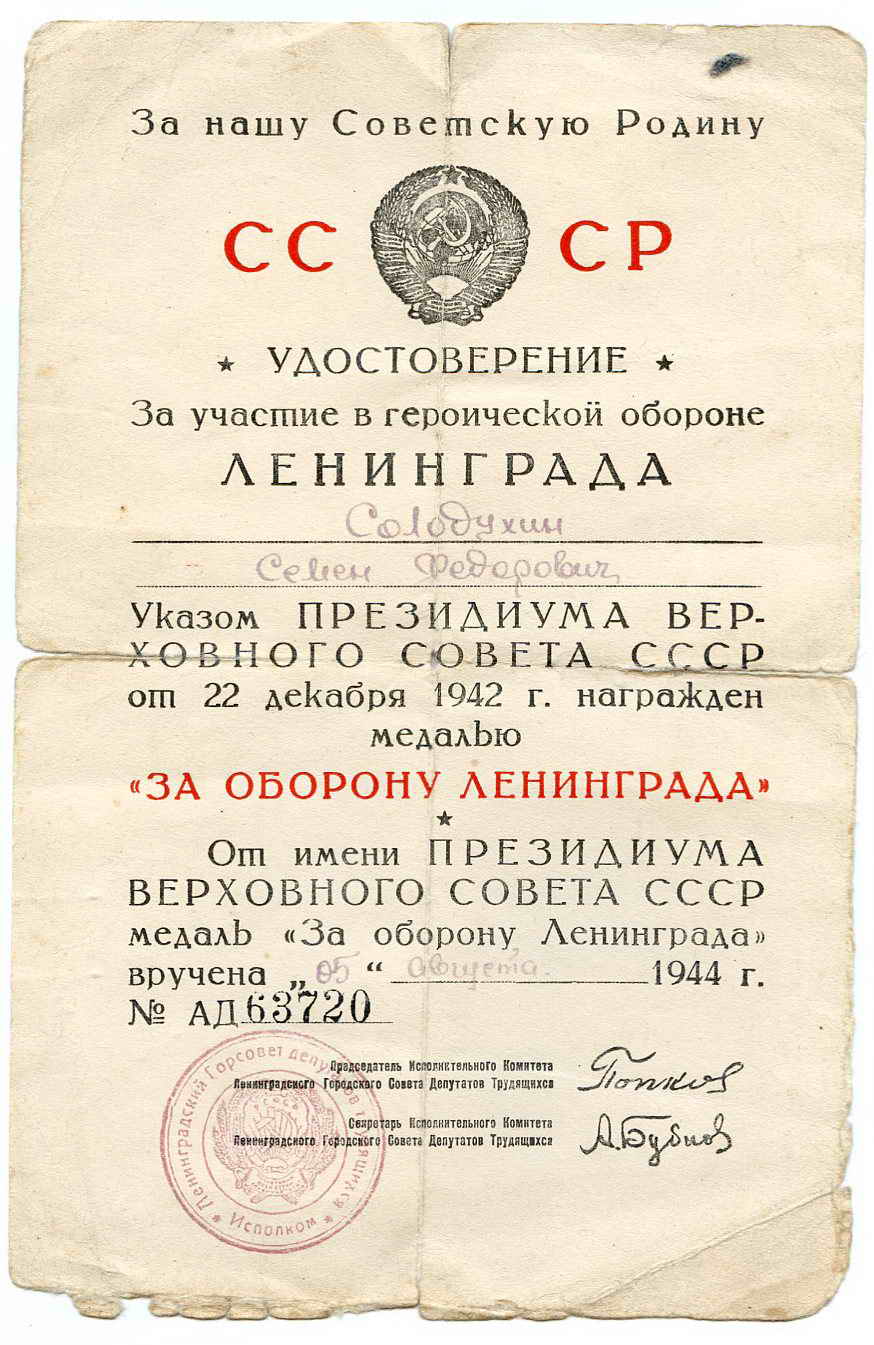 За нашу Советскую Родину
СС СР
★ УДОСТОВЕРЕНИЕ ★
За участие в героической обороне
ЛЕНИНГРАДА
Солодухин
Семен Федорович
Указом ПРЕЗИДИУМА ВЕР-
ХОВНОГО СОВЕТА СССР
от 22 декабря 1942 г. награжден
медалью
«ЗА ОБОРОНУ ЛЕНИНГРАДА»
★
От имени ПРЕЗИДИУМА
ВЕРХОВНОГО СОВЕТА СССР
медаль «За оборону Ленинграда»
вручена „05“ августа. 1944 г.
№ АД 63720
Председатель Исполнительного Комитета
Ленинградского Городского Совета Депутатов Трудящихся
Попков
Секретарь Исполнительного Комитета
Ленинградского Городского Совета Депутатов Трудящихся
А. Бубнов
Ленинградский Горсовет депутатов трудящихся ★ Исполком ★